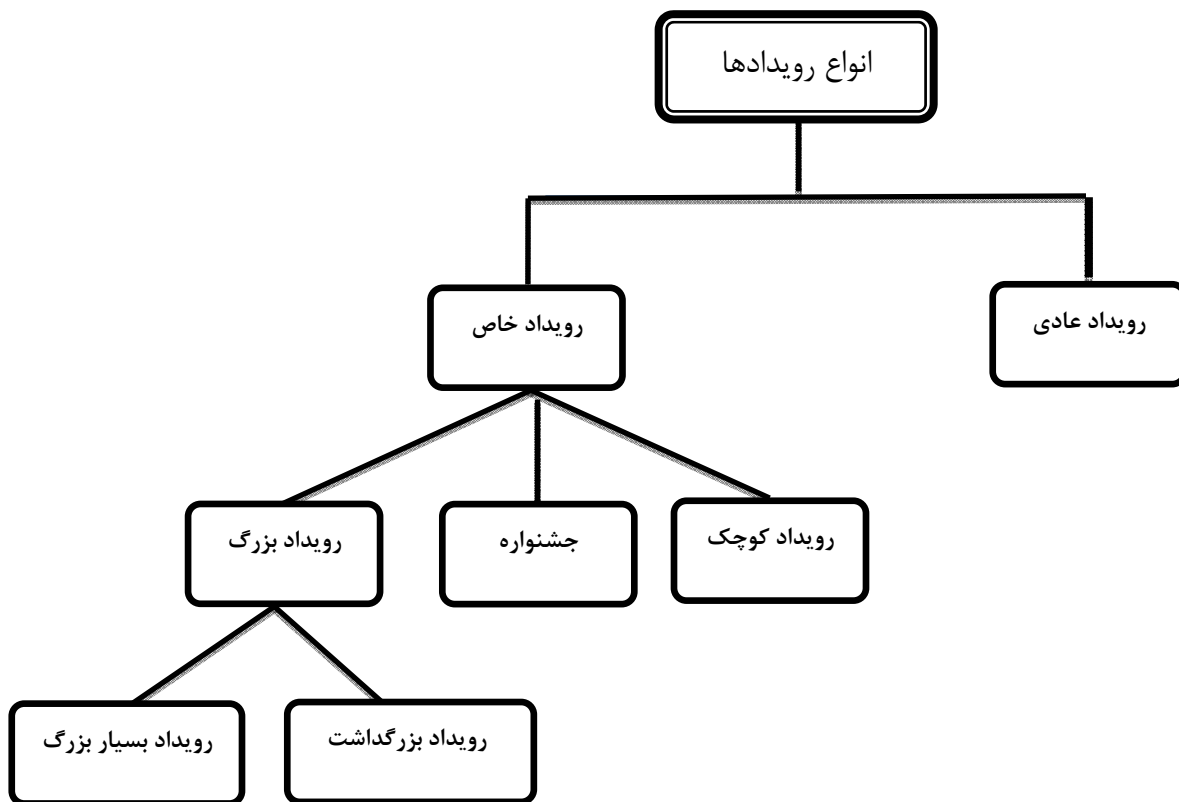 انواع رویدادها
رویداد عادی
رویداد خاص
رویداد کوچک
جشنواره
رویداد بزرگ
رویداد بزرگداشت
رویداد بسیار بزرگ